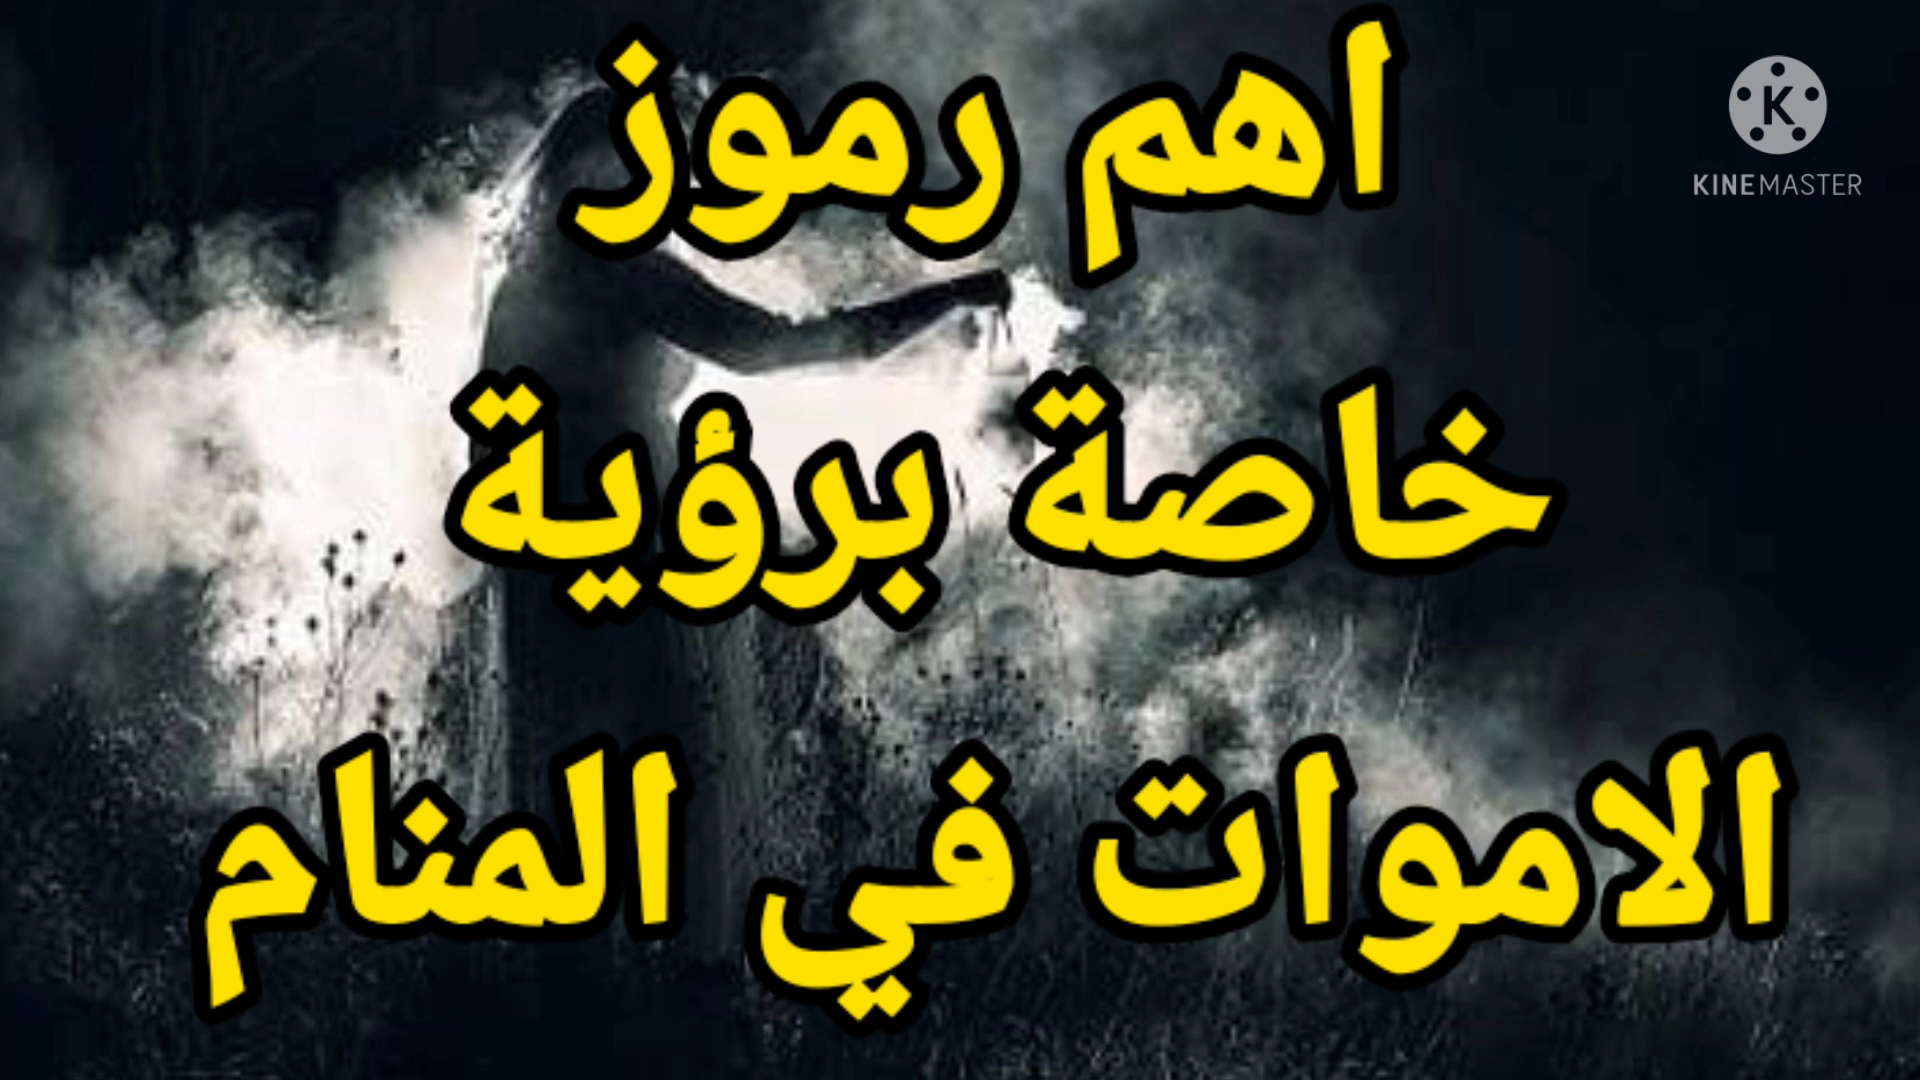 اهم رموز
KINEMASTER
خاصة برؤية
الاموات في المنام